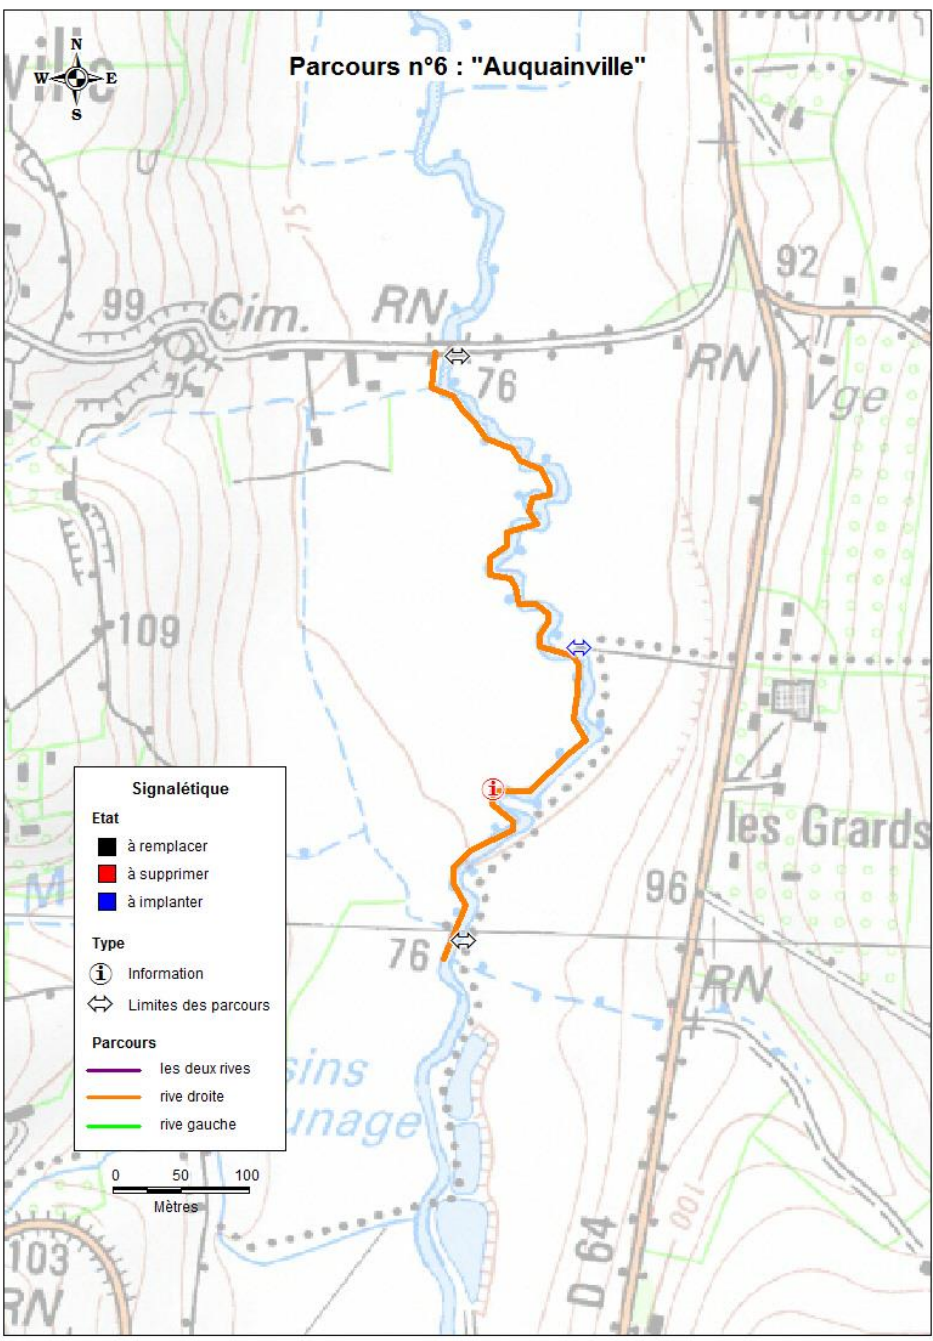 Manoir
N
W E
S
Parcours n°6 : "Auquainville"
75
92
99
Cim.
RN
76
RN
Vge
109
Signalétique
Etat
à remplacer
à supprimer
à implanter
Type
Information
Limites des parcours
Parcours
les deux rives
rive droite
rive gauche
les Grards
96
M
76
RN
0 50 100
Mètres
100
D 64
103
RN